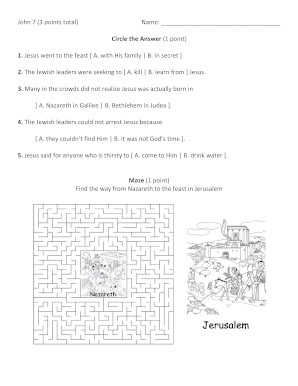 John 7 (3 points total) Name: ___________________________________
Circle the Answer (1 point)
1. Jesus went to the feast [ A. with His family | B. in secret ]
2. The Jewish leaders were seeking to [ A. kill | B. learn from ] Jesus.
3. Many in the crowds did not realize Jesus was actually born in
[ A. Nazareth in Galilee | B. Bethlehem in Judea ].
4. The Jewish leaders could not arrest Jesus because
[ A. they couldn't find Him | B. it was not God's time ].
5. Jesus said for anyone who is thirsty to [ A. come to Him | B. drink water ].
Maze (1 point)
Find the way from Nazareth to the feast in Jerusalem
Nazareth
Jerusalem